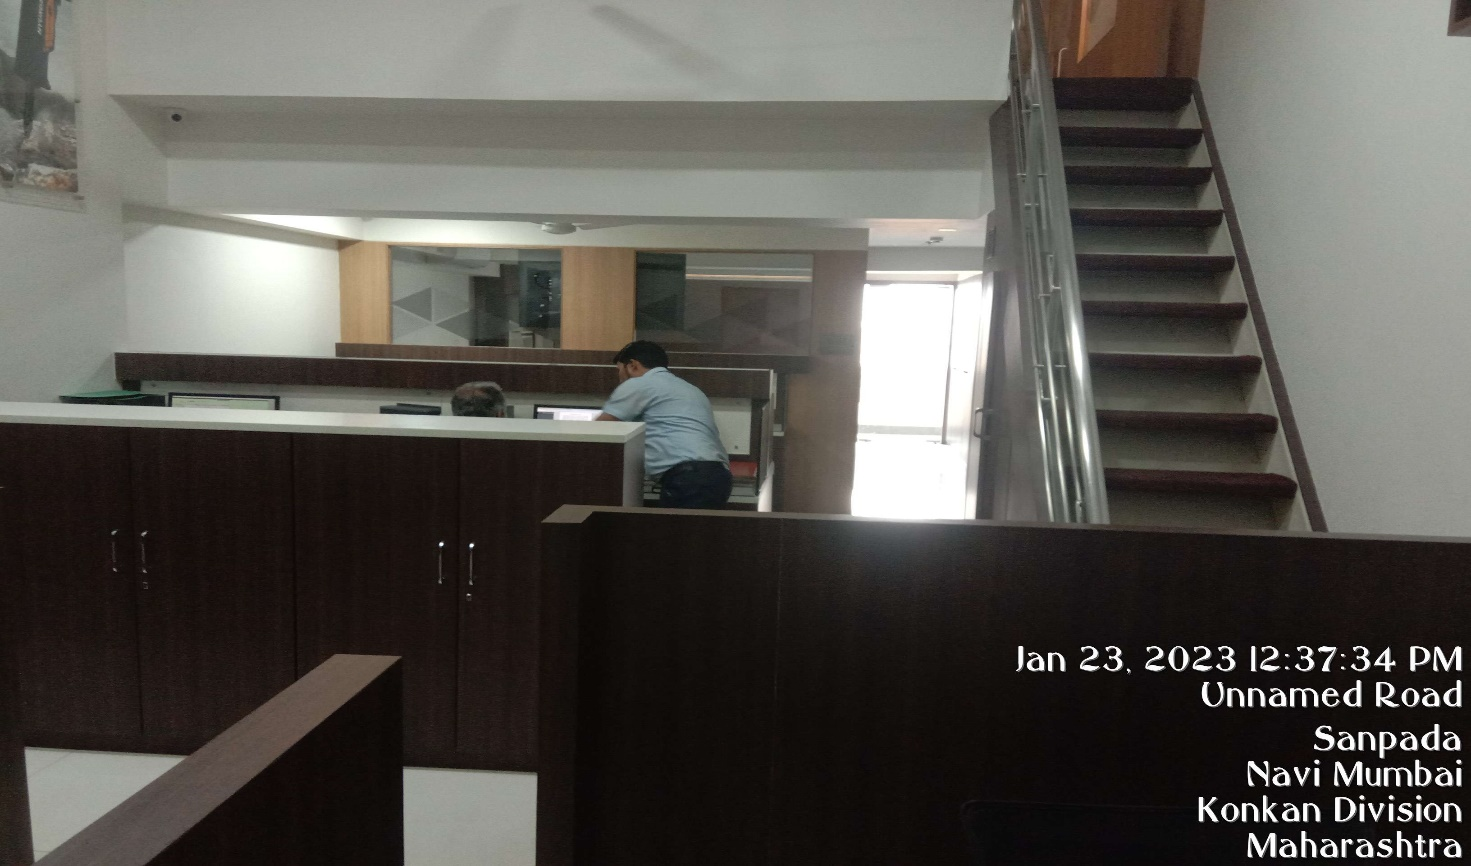 Jan 23, 2023 12:37:34 PM
Unnamed Road
Sanpada
Navi Mumbai
Konkan Division
Maharashtra